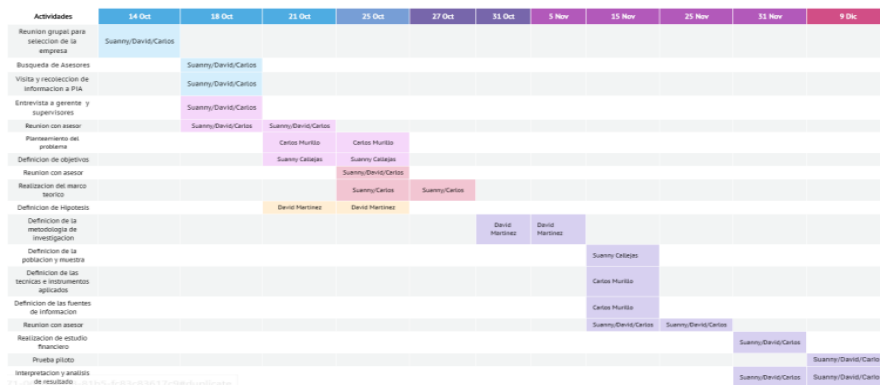 Actividades 14 Oct 18 Oct 21 Oct 25 Oct 27 Oct 31 Oct 5 Nov 15 Nov 25 Nov 31 Nov 9 Dic
Reunion grupal para
seleccion de la
empresa
Suanny/David/Carlos
Busqueda de Asesores Suanny/David/Carlos
Visita y recoleccion de
informacion a PIA
Suanny/David/Carlos
Entrevista a gerente y
supervisores
Suanny/David/Carlos
Reunion con asesor Suanny/David/Carlos Suanny/David/Carlos
Planteamiento del
problema
Carlos Murillo Carlos Murillo
Definicion de objetivos Suanny Callejas Suanny Callejas
Reunion con asesor Suanny/David/Carlos
Realizacion del marco
teorico
Suanny/Carlos Suanny/Carlos
Definicion de Hipotesis David Martinez David Martinez
Definicion de la
metodologia de
investigacion
David
Martinez
David
Martinez
Definicion de la
poblacion y muestra
Suanny Callejas
Definicion de las
tecnicas e instrumentos
aplicados
Carlos Murillo
Definicion de las fuentes
de informacion
Carlos Murillo
Reunion con asesor Suanny/David/Carlos Suanny/David/Carlos
Realizacion de estudio
financiero
Suanny/David/Carlos
Prueba piloto Suanny/David/Carlo
Interpretacion y analisis
de resultado
Suanny/David/Carlos Suanny/David/Carlo